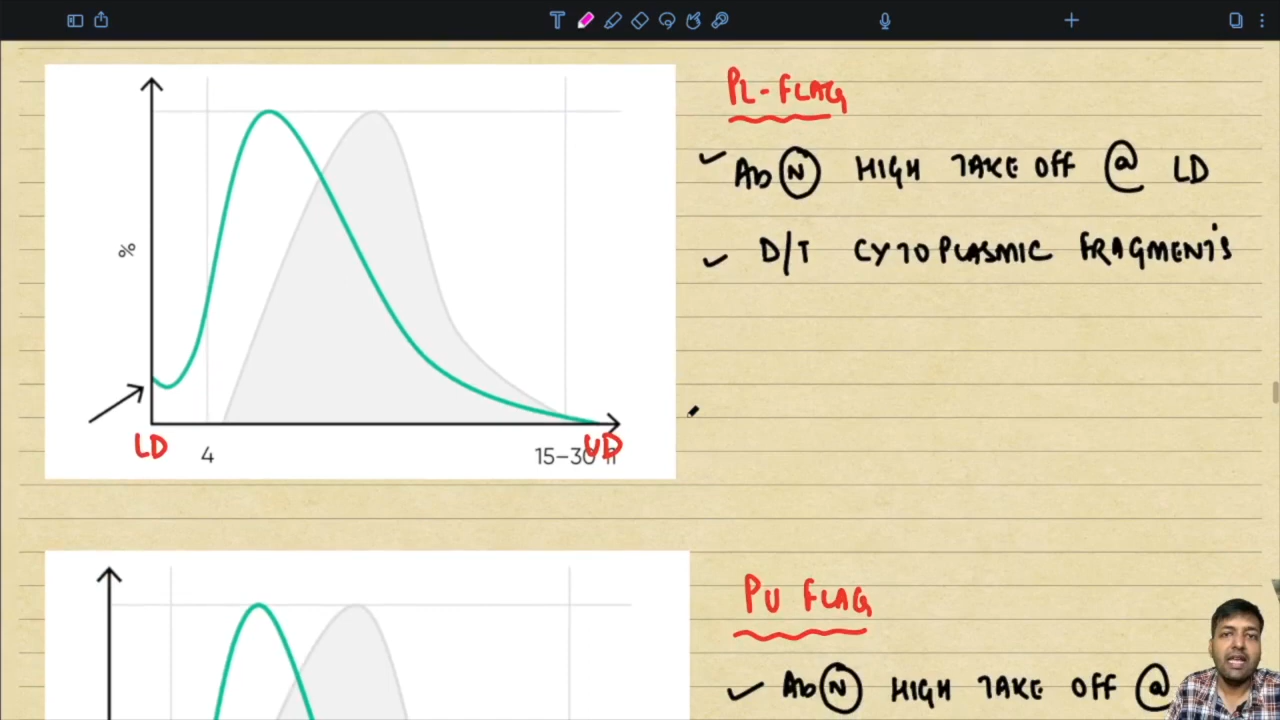 PL-FLAG
Ab N HIGH TAKE OFF @ LD
D/T CYTOPLASMIC FRAGMENTS
%
LD
4
15–30 fl
UD
PU FLAG
Ab N HIGH TAKE OFF @